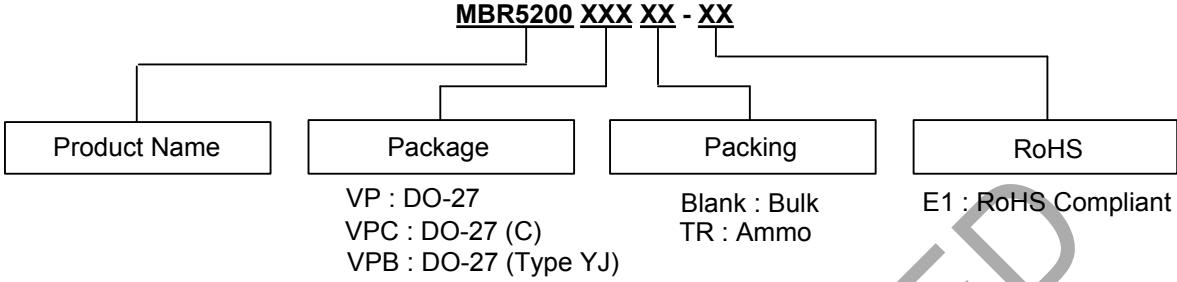 MBR5200 XXX XX - XX
Product Name
Package
Packing
RoHS
VP : DO-27
VPC : DO-27 (C)
VPB : DO-27 (Type YJ)
Blank : Bulk
TR : Ammo
E1 : RoHS Compliant